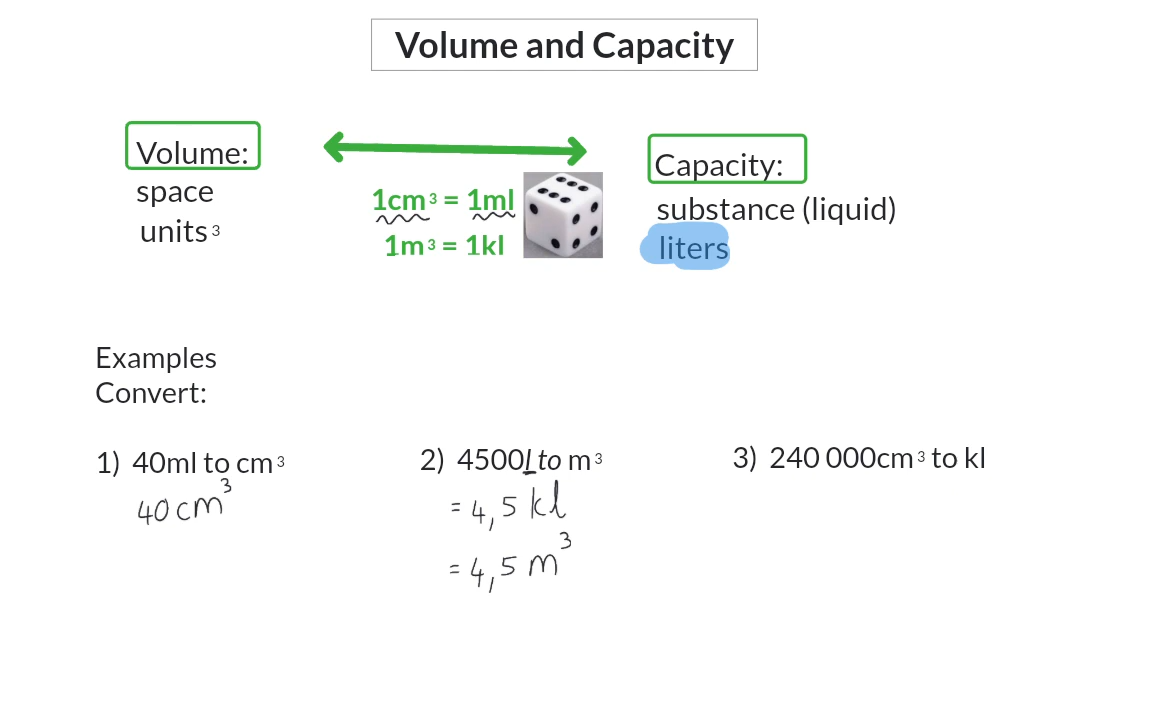 Volume and Capacity
Volume:
space
units³
1cm³ = 1ml
1m³ = 1kl
Capacity:
substance (liquid)
liters
Examples
Convert:
1) 40ml to cm³
40cm³
2) 4500l to m³
= 4,5 kl
= 4,5 m³
3) 240 000cm³ to kl